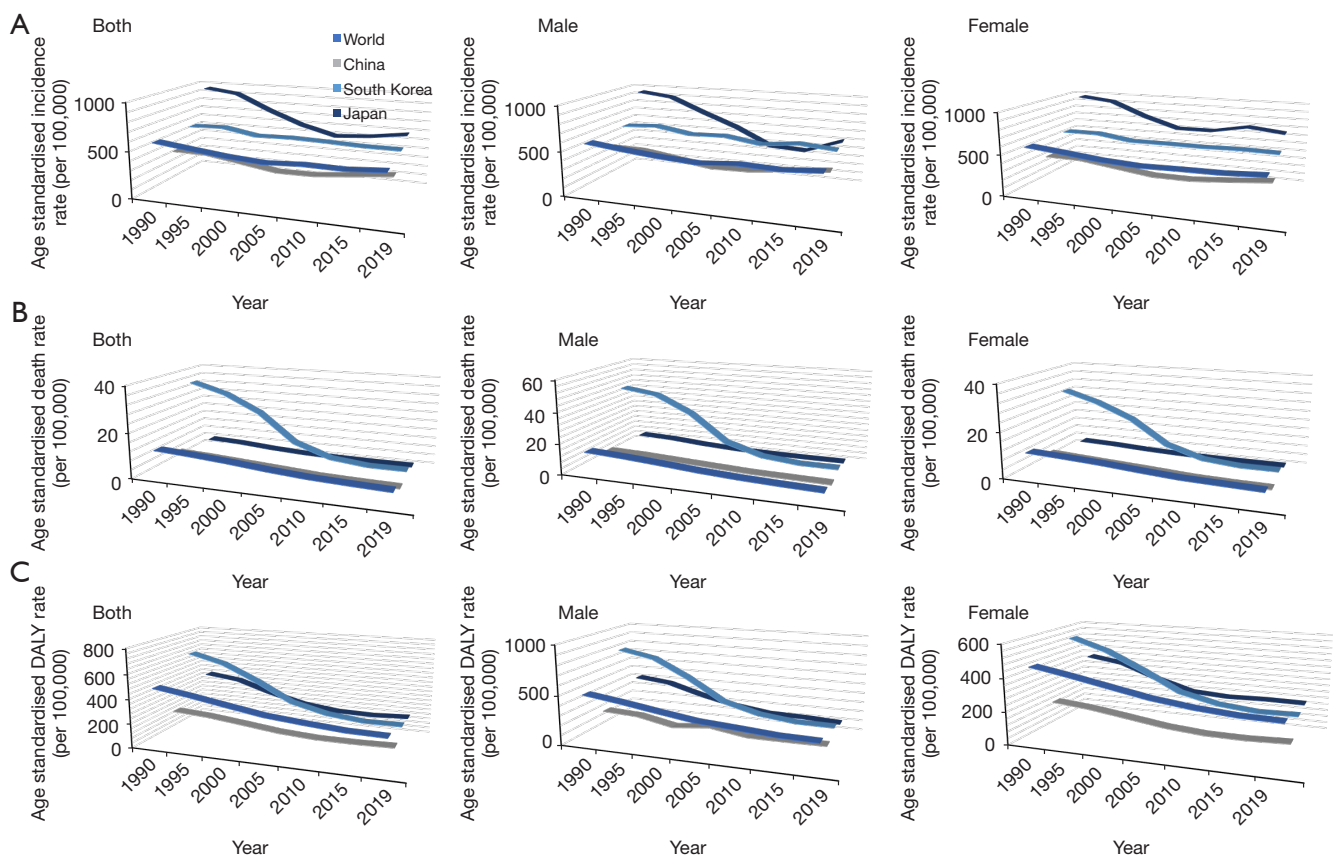 A
Both
Male
Female
World
China
South Korea
Japan
Age standardised incidence
rate (per 100,000)
1000
500
0
1990
1995
2000
2005
2010
2015
2019
Year
Age standardised incidence
rate (per 100,000)
1000
500
0
1990
1995
2000
2005
2010
2015
2019
Year
Age standardised incidence
rate (per 100,000)
1000
500
0
1990
1995
2000
2005
2010
2015
2019
Year
B
Both
Male
Female
Age standardised death rate
(per 100,000)
40
20
0
1990
1995
2000
2005
2010
2015
2019
Year
Age standardised death rate
(per 100,000)
60
40
20
0
1990
1995
2000
2005
2010
2015
2019
Year
Age standardised death rate
(per 100,000)
40
20
0
1990
1995
2000
2005
2010
2015
2019
Year
C
Both
Male
Female
Age standardised DALY rate
(per 100,000)
800
600
400
200
0
1990
1995
2000
2005
2010
2015
2019
Year
Age standardised DALY rate
(per 100,000)
1000
500
0
1990
1995
2000
2005
2010
2015
2019
Year
Age standardised DALY rate
(per 100,000)
600
400
200
0
1990
1995
2000
2005
2010
2015
2019
Year